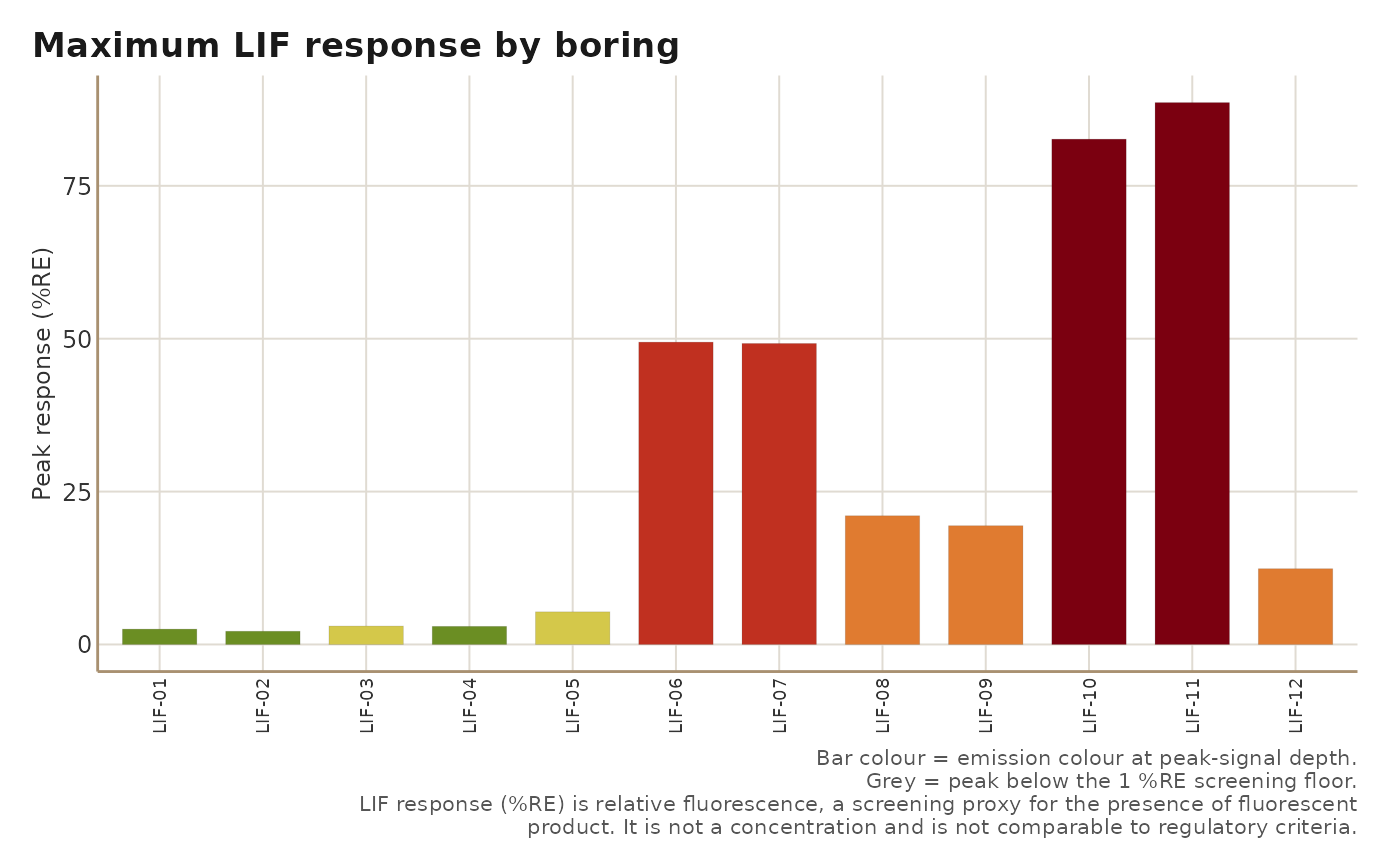 Maximum LIF response by boring
Peak response (%RE)
75
50
25
0
LIF-01
LIF-02
LIF-03
LIF-04
LIF-05
LIF-06
LIF-07
LIF-08
LIF-09
LIF-10
LIF-11
LIF-12
Bar colour = emission colour at peak-signal depth.
Grey = peak below the 1 %RE screening floor.
LIF response (%RE) is relative fluorescence, a screening proxy for the presence of fluorescent
product. It is not a concentration and is not comparable to regulatory criteria.